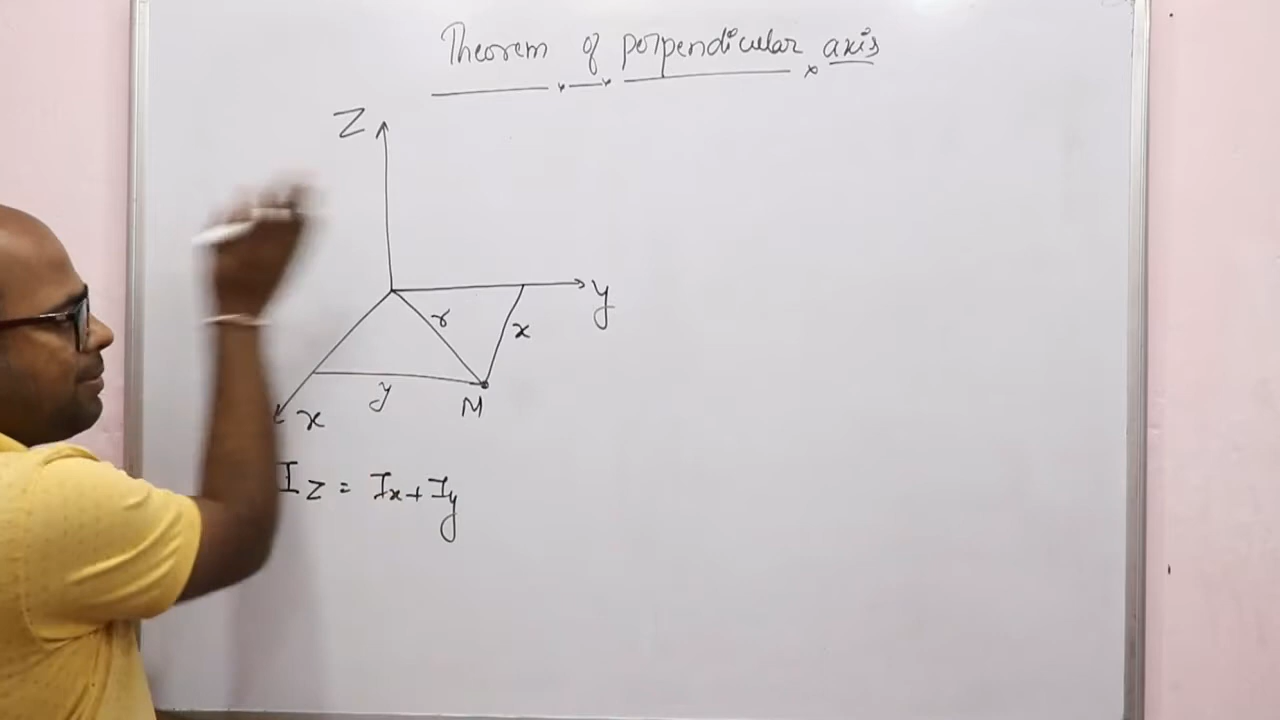 Theorem of perpendicular axis
Z
y
r
x
y
M
x
Iz = Ix + Iy